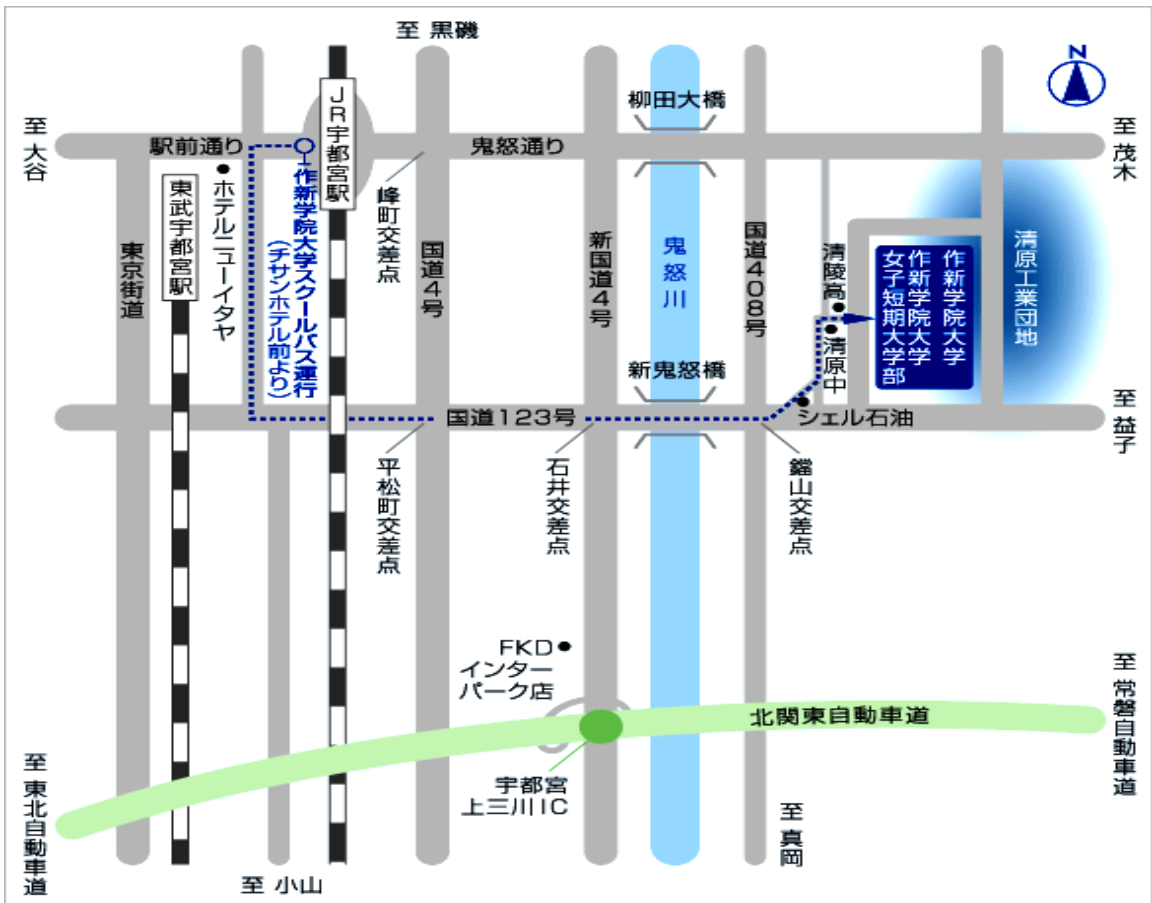 至 黒磯
N
至 大谷
駅前通り
JR宇都宮駅
鬼怒通り
柳田大橋
至 茂木
東武宇都宮駅
ホテルニューイタヤ
作新学院大学スクールバス運行
(チサンホテル前より)
峰町交差点
東京街道
国道4号
新国道4号
鬼怒川
国道408号
清陵高
清原中
作新学院大学
作新学院大学
女子短期大学部
清原工業団地
新鬼怒橋
国道123号
シェル石油
至 益子
平松町交差点
石井交差点
鐺山交差点
FKD
インター
パーク店
北関東自動車道
至 常磐自動車道
至 東北自動車道
宇都宮
上三川IC
至 真岡
至 小山